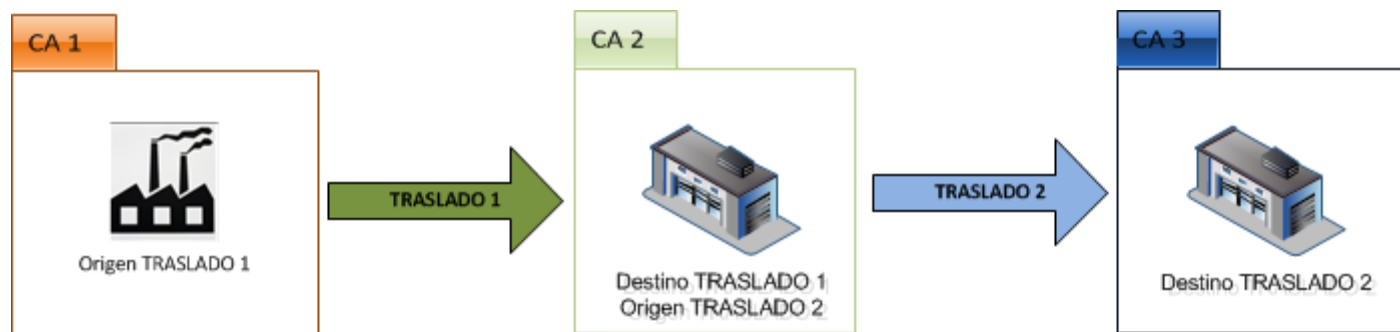 CA 1
CA 2
CA 3
TRASLADO 1
TRASLADO 2
Origen TRASLADO 1
Destino TRASLADO 1
Origen TRASLADO 2
Destino TRASLADO 2